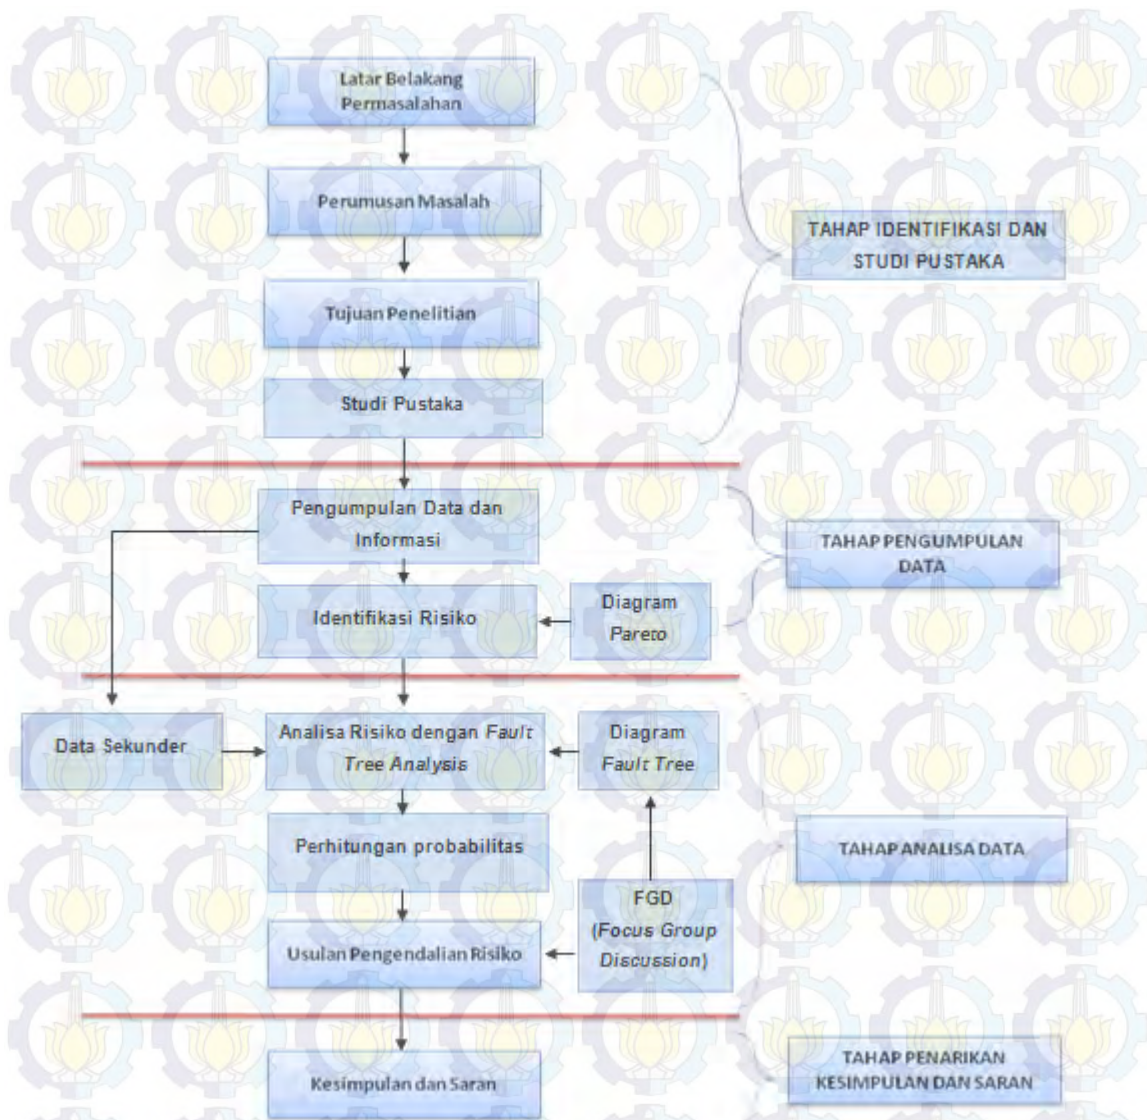 Latar Belakang
Permasalahan
Perumusan Masalah
TAHAP IDENTIFIKASI DAN
STUDI PUSTAKA
Tujuan Penelitian
Studi Pustaka
Pengumpulan Data dan
Informasi
TAHAP PENGUMPULAN
DATA
Identifikasi Risiko
Diagram
Pareto
Data Sekunder
Analisa Risiko dengan Fault
Tree Analysis
Diagram
Fault Tree
Perhitungan probabilitas
TAHAP ANALISA DATA
FGD
(Focus Group
Discussion)
Usulan Pengendalian Risiko
Kesimpulan dan Saran
TAHAP PENARIKAN
KESIMPULAN DAN SARAN